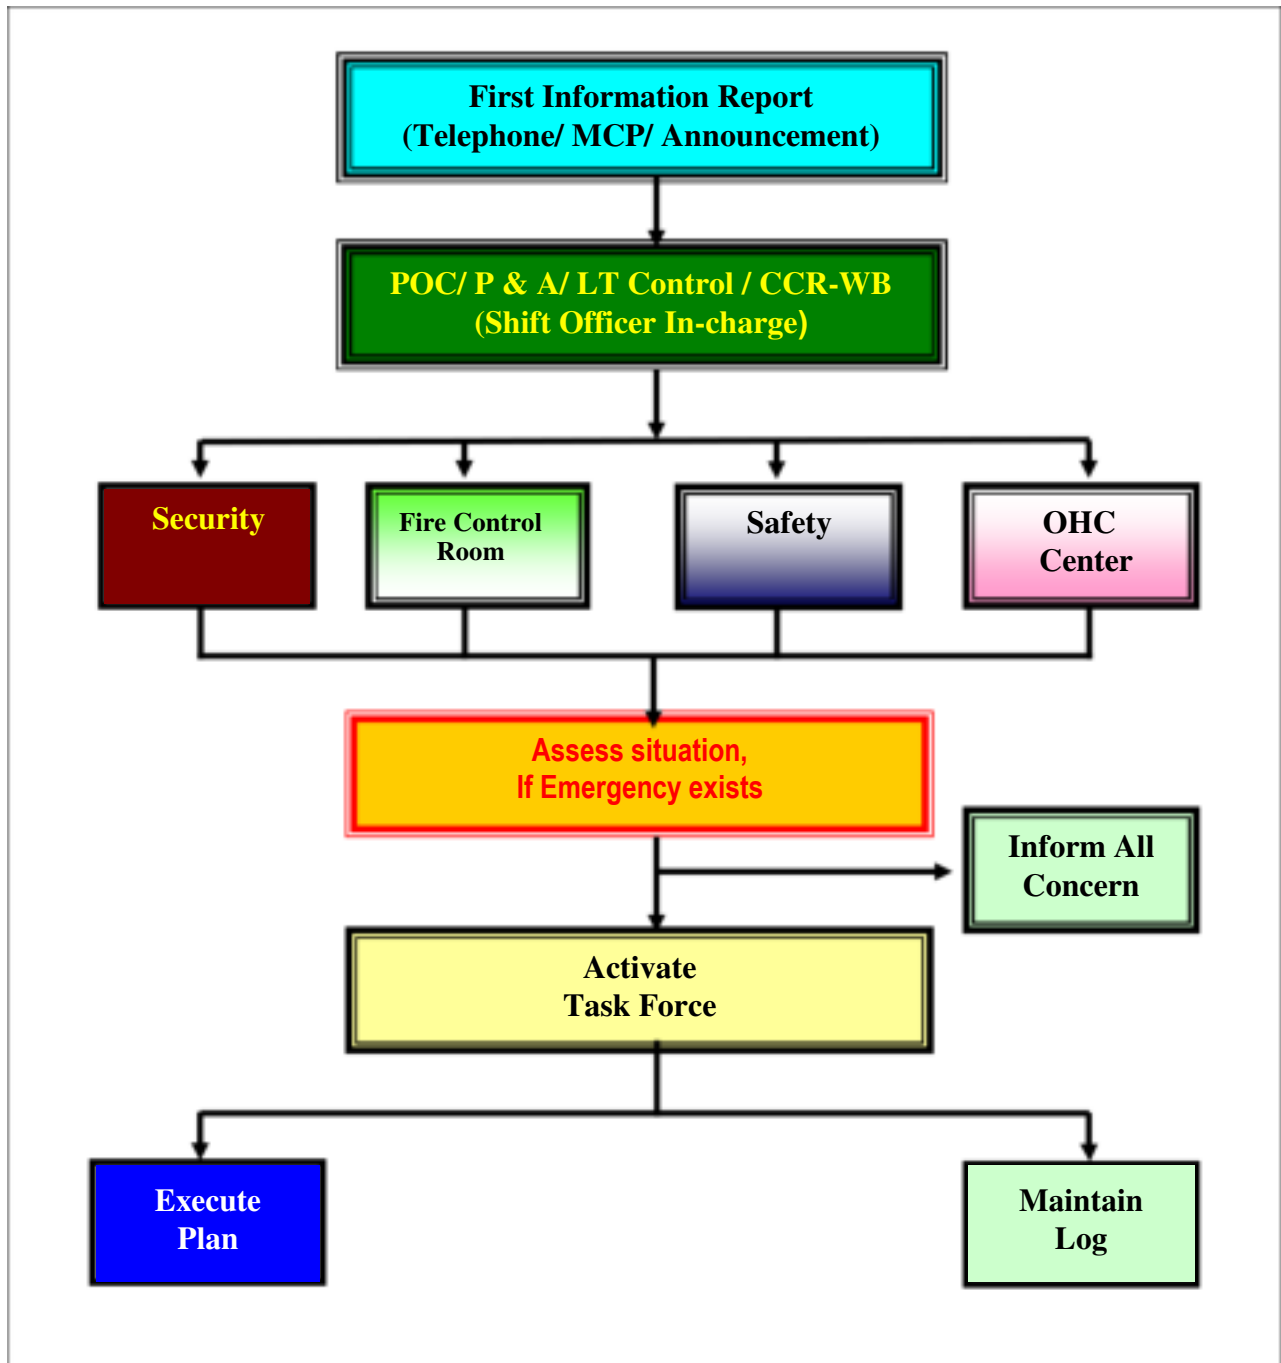 First Information Report
(Telephone/ MCP/ Announcement)
POC/ P & A/ LT Control / CCR-WB
(Shift Officer In-charge)
Security
Fire Control
Room
Safety
OHC
Center
Assess situation,
If Emergency exists
Inform All
Concern
Activate
Task Force
Execute
Plan
Maintain
Log